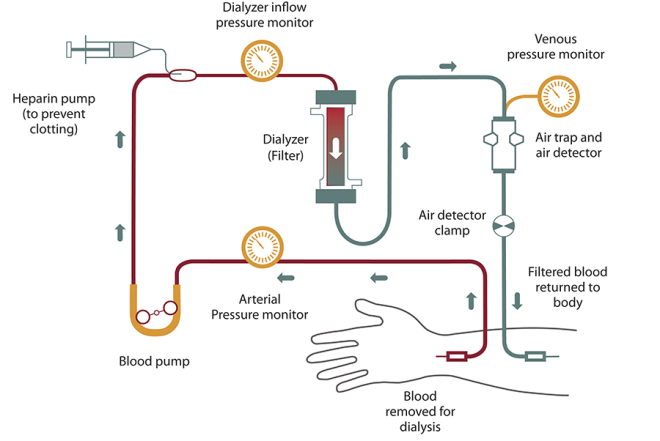 Dialyzer inflow
pressure monitor
Venous
pressure monitor
Heparin pump
(to prevent
clotting)
Dialyzer
(Filter)
Air trap and
air detector
Air detector
clamp
Filtered blood
returned to
body
Arterial
Pressure monitor
Blood pump
Blood
removed for
dialysis